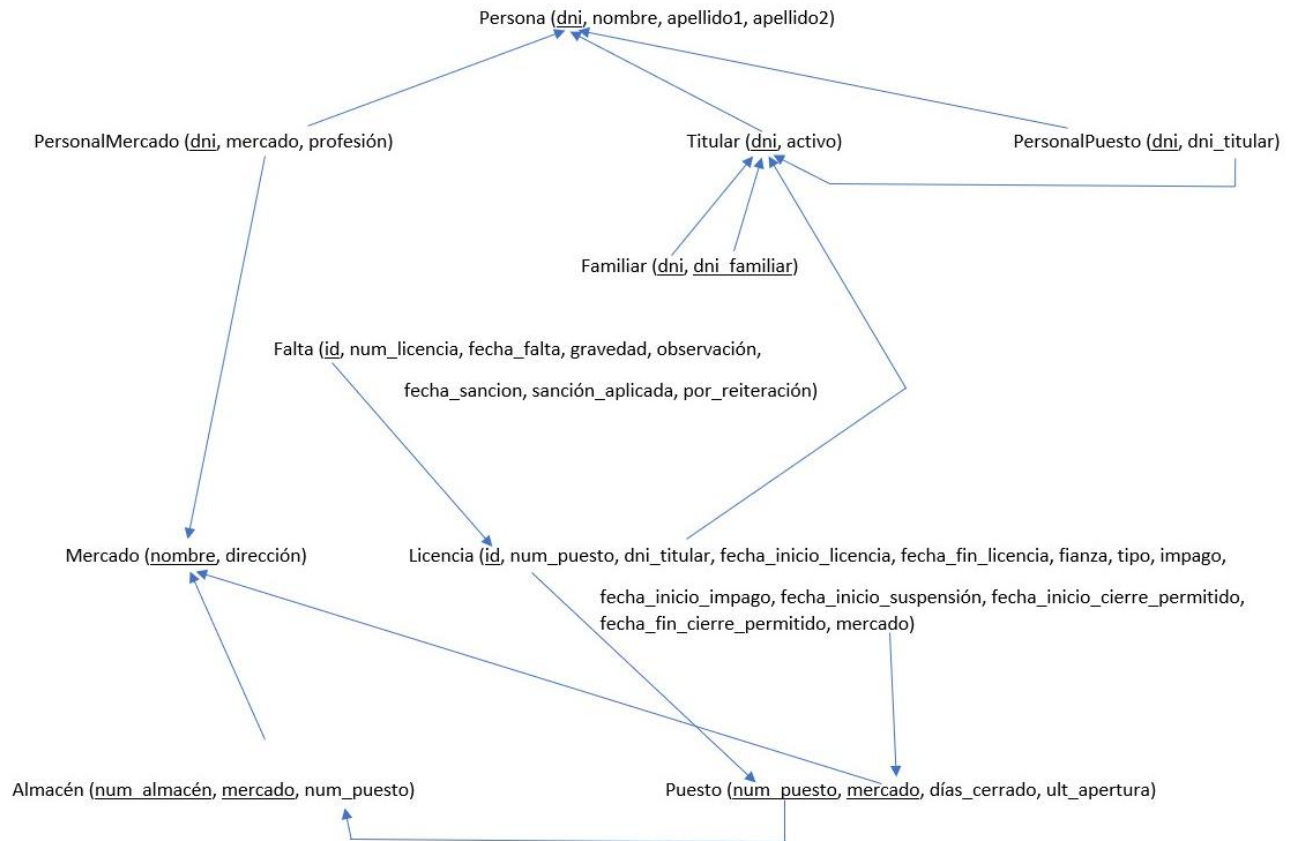 Persona (dni, nombre, apellido1, apellido2)
PersonalMercado (dni, mercado, profesión)
Titular (dni, activo)
PersonalPuesto (dni, dni_titular)
Familiar (dni, dni_familiar)
Falta (id, num_licencia, fecha_falta, gravedad, observación,
fecha_sancion, sanción_aplicada, por_reiteración)
Mercado (nombre, dirección)
Licencia (id, num_puesto, dni_titular, fecha_inicio_licencia, fecha_fin_licencia, fianza, tipo, impago,
fecha_inicio_impago, fecha_inicio_suspensión, fecha_inicio_cierre_permitido,
fecha_fin_cierre_permitido, mercado)
Almacén (num_almacén, mercado, num_puesto)
Puesto (num_puesto, mercado, días_cerrado, ult_apertura)